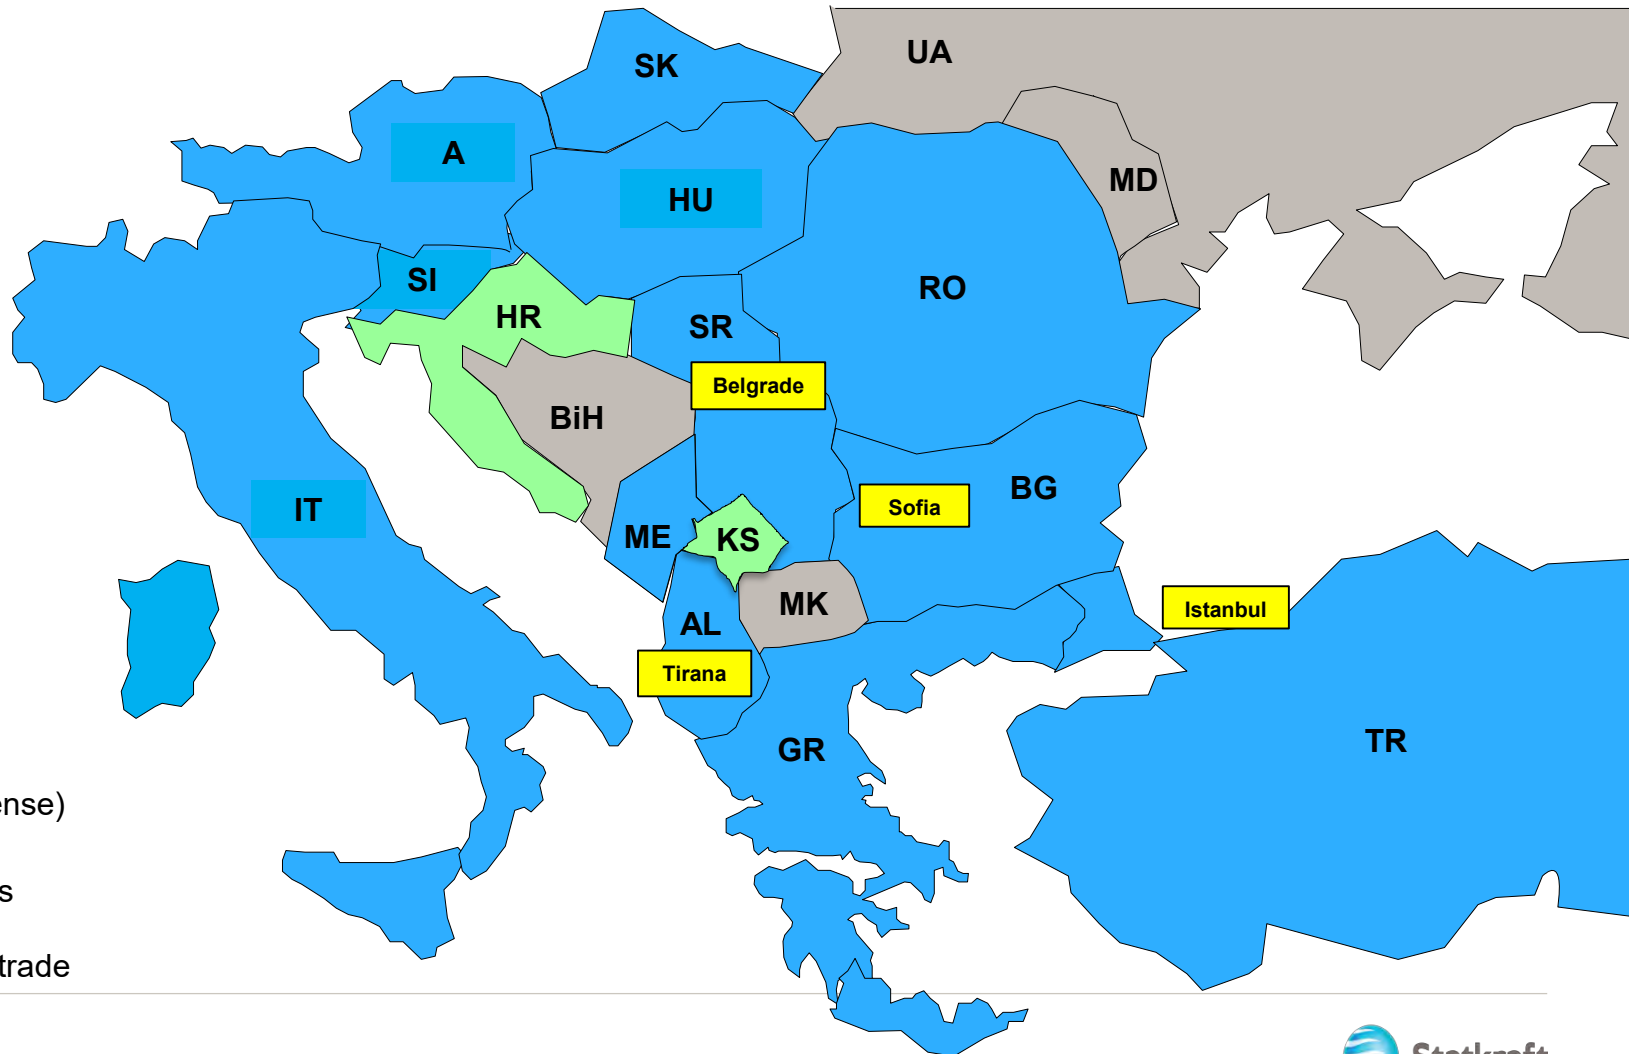 UA
SK
A
MD
HU
SI
RO
HR
SR
Belgrade
BiH
BG
IT
Sofia
ME
KS
MK
Istanbul
AL
Tirana
GR
TR
ense)
s
trade